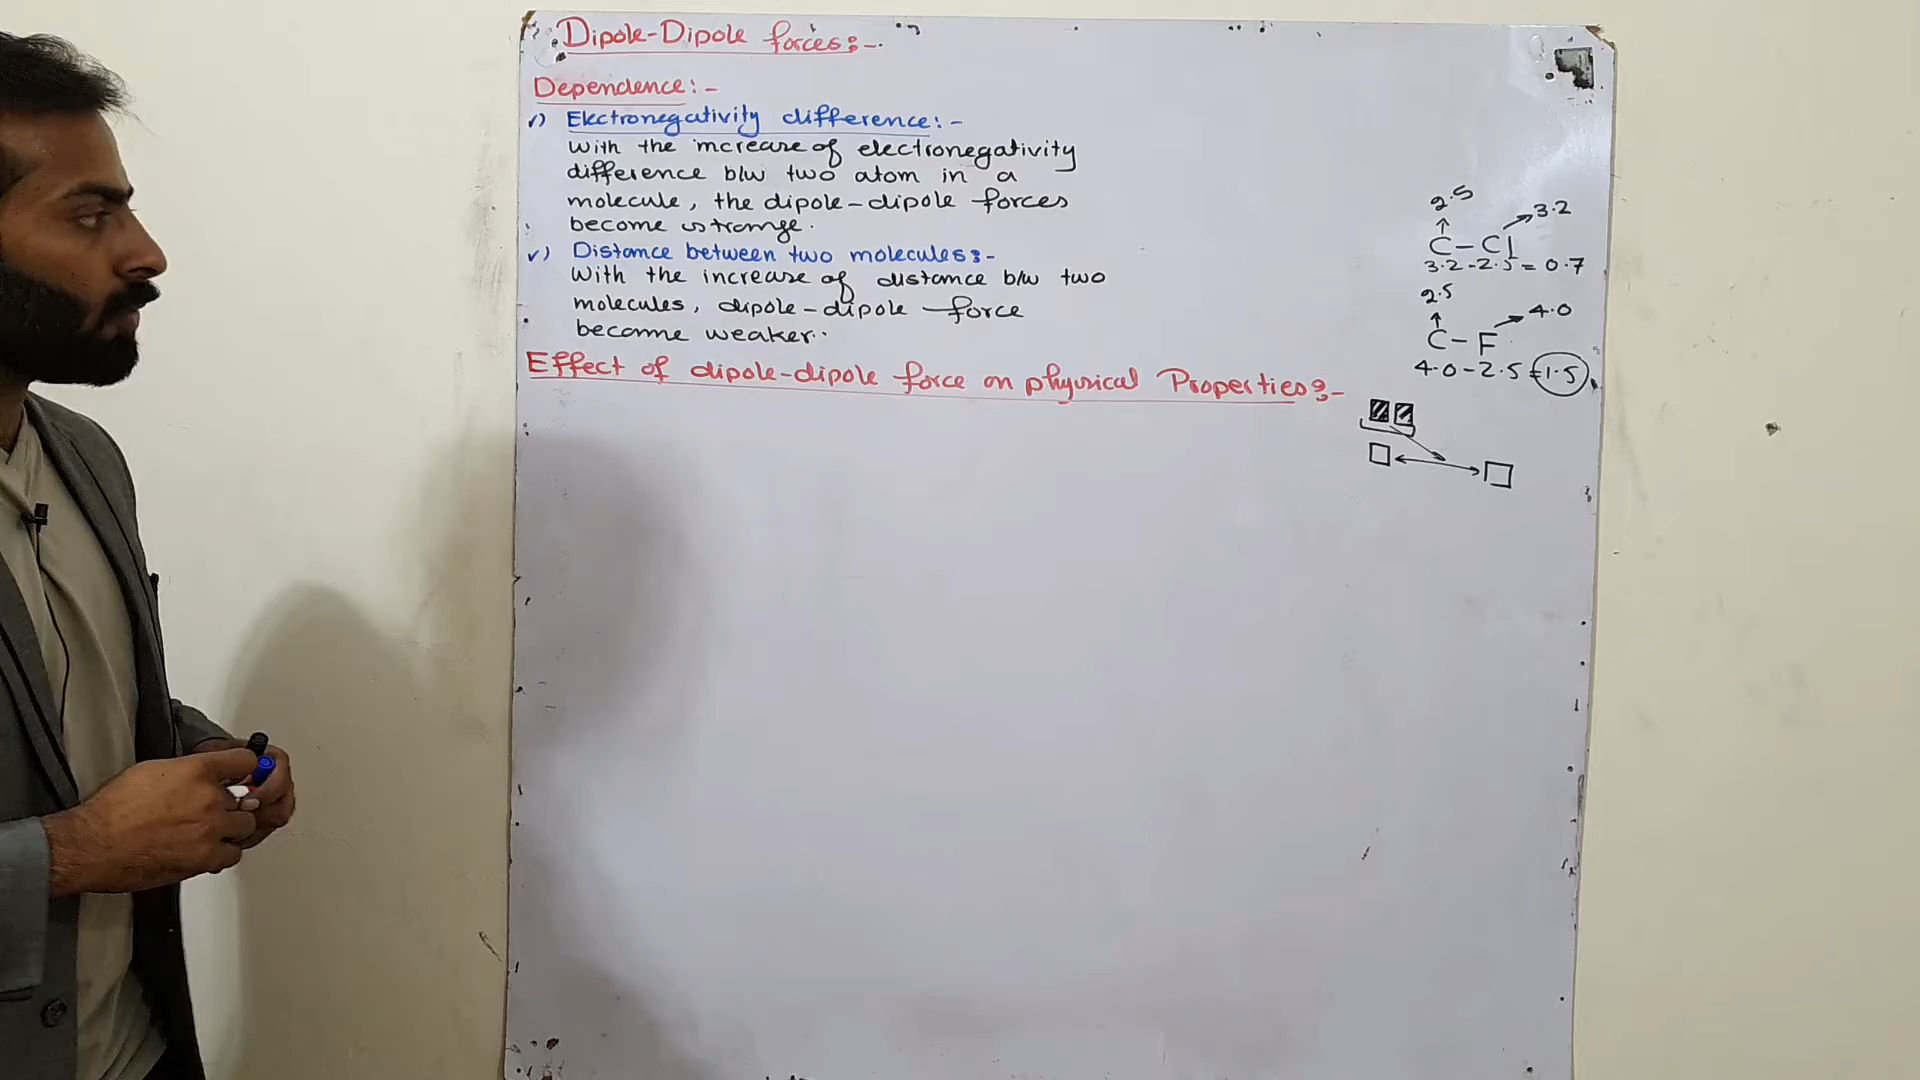 Dipole-Dipole forces:-
Dependence:-
Electronegativity difference:-
With the increase of electronegativity
difference b/w two atom in a
molecule, the dipole-dipole forces
become stronge.
Distance between two molecules:-
With the increase of distance b/w two
molecules, dipole-dipole force
become weaker.
Effect of dipole-dipole force on physical Properties:-
2.5
3.2
C-Cl
3.2-2.5=0.7
2.5
4.0
C-F
4.0-2.5=1.5